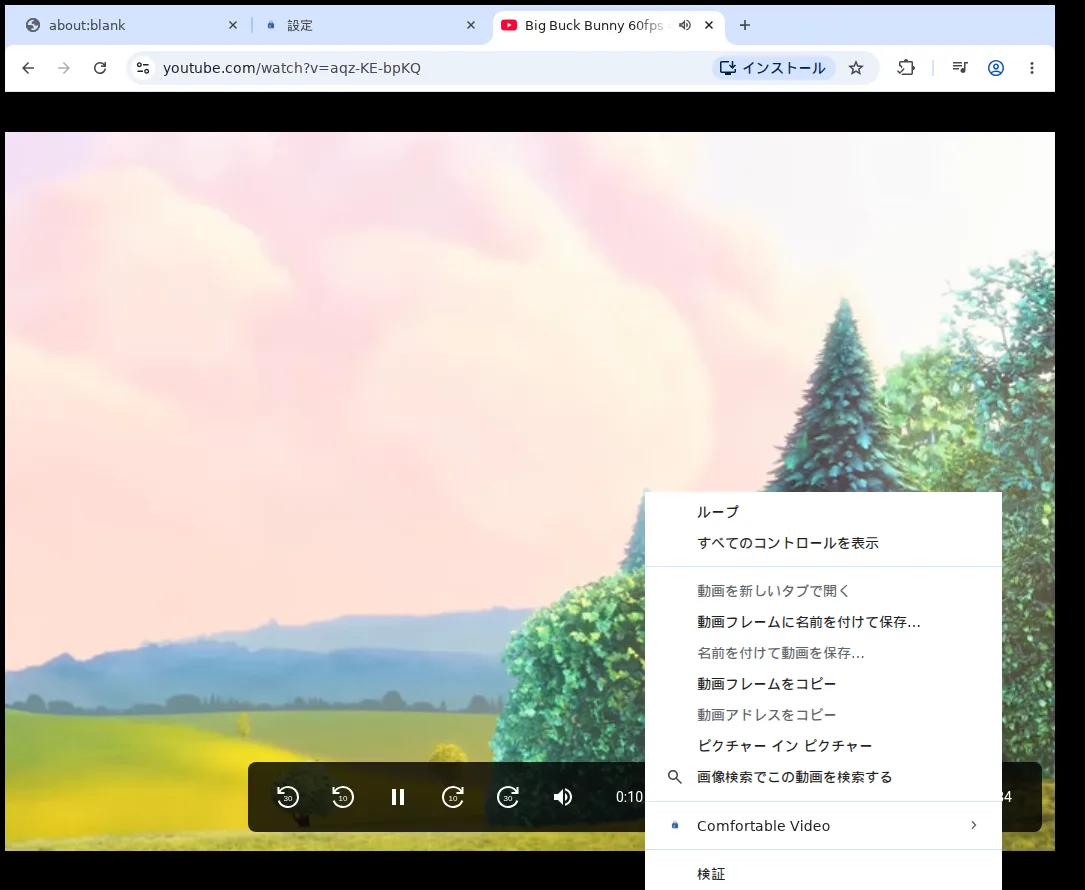 about:blank
設定
Big Buck Bunny 60fps
youtube.com/watch?v=aqz-KE-bpKQ
インストール
ループ
すべてのコントロールを表示
動画を新しいタブで開く
動画フレームに名前を付けて保存...
名前を付けて動画を保存...
動画フレームをコピー
動画アドレスをコピー
ピクチャー イン ピクチャー
画像検索でこの動画を検索する
30
10
10
30
0:10
34
Comfortable Video
検証